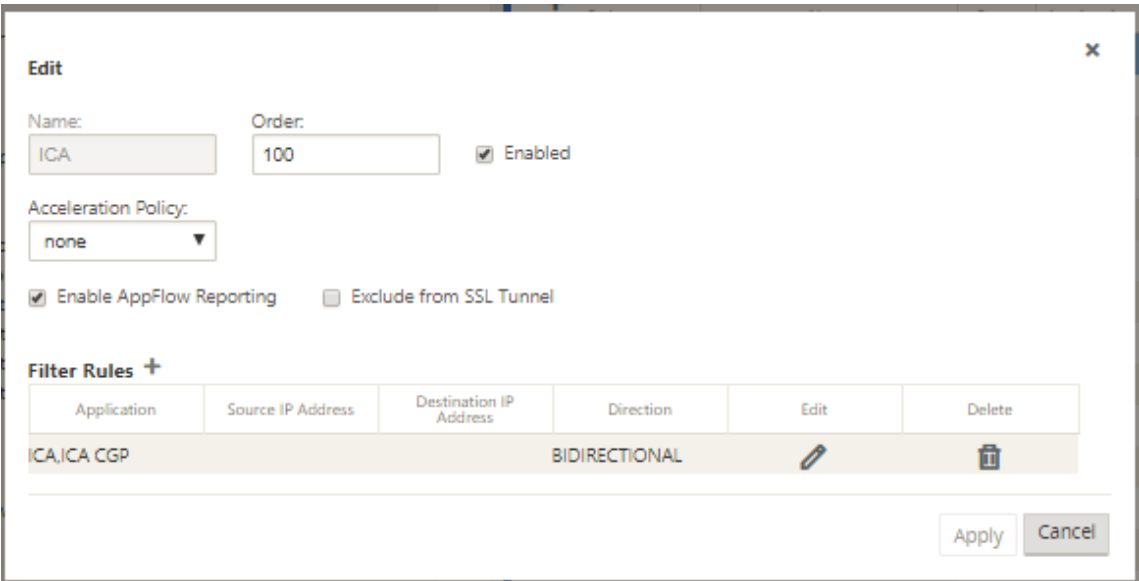 Edit
Name: Order:
ICA 100 Enabled
Acceleration Policy:
none
Enable AppFlow Reporting Exclude from SSL Tunnel
Filter Rules +
Application Source IP Address Destination IP Address Direction Edit Delete
ICA,ICA CGP BIDIRECTIONAL
Apply Cancel